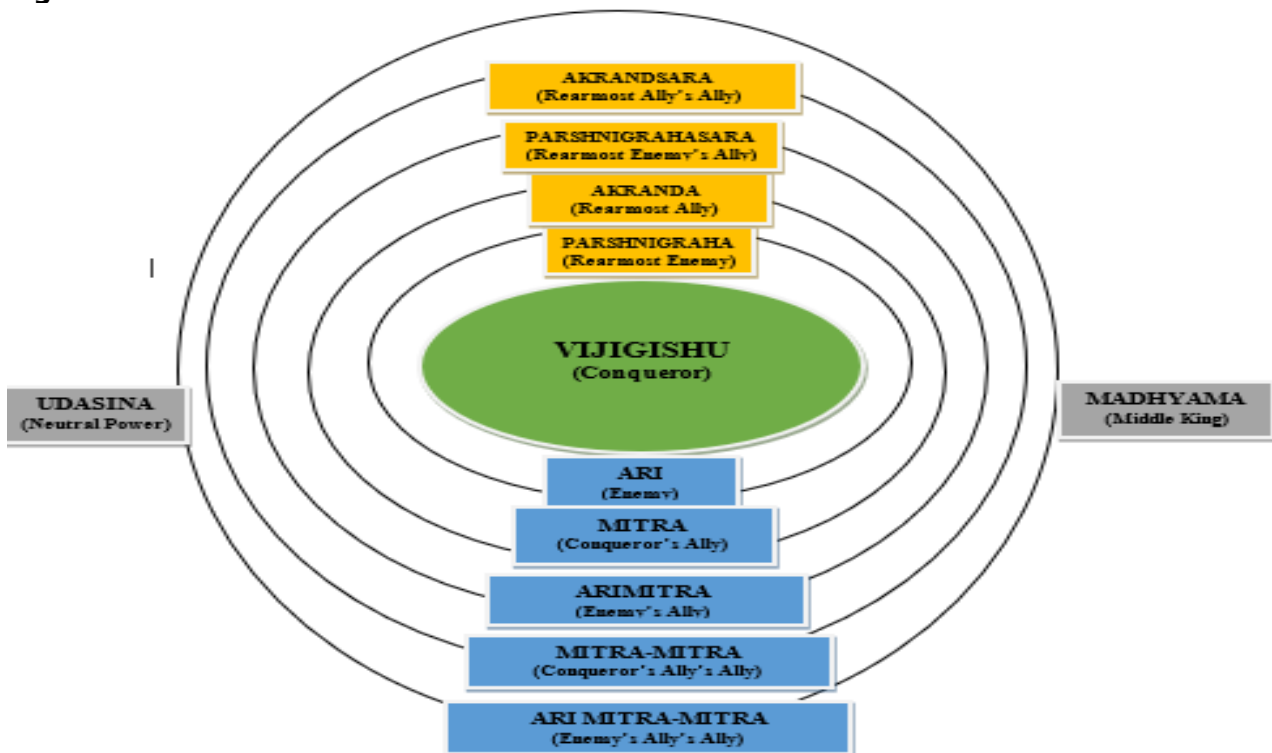 AKRANDSARA
(Rearmost Ally's Ally)
PARSHNIGRAHASARA
(Rearmost Enemy's Ally)
AKRANDA
(Rearmost Ally)
PARSHNIGRAHA
(Rearmost Enemy)
VIJIGISHU
(Conqueror)
UDASINA
(Neutral Power)
MADHYAMA
(Middle King)
ARI
(Enemy)
MITRA
(Conqueror's Ally)
ARIMITRA
(Enemy's Ally)
MITRA-MITRA
(Conqueror's Ally's Ally)
ARI MITRA-MITRA
(Enemy's Ally's Ally)